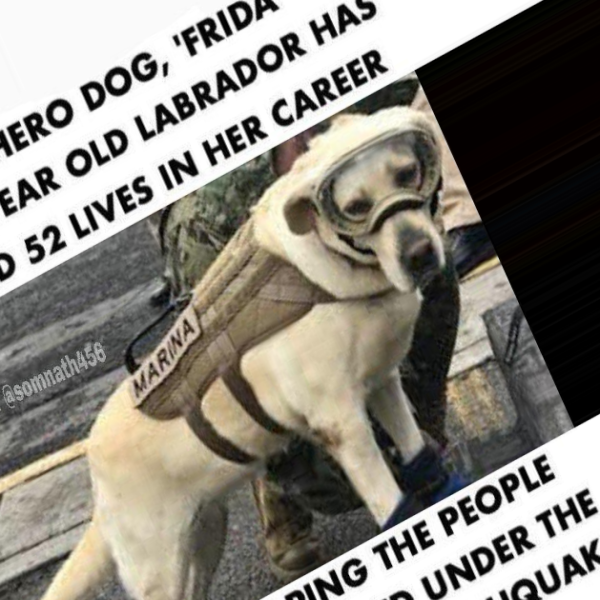 HERO DOG, 'FRIDA
EAR OLD LABRADOR HAS
D 52 LIVES IN HER CAREER
MARINA
@somnath456
PING THE PEOPLE
D UNDER THE
HQUAK